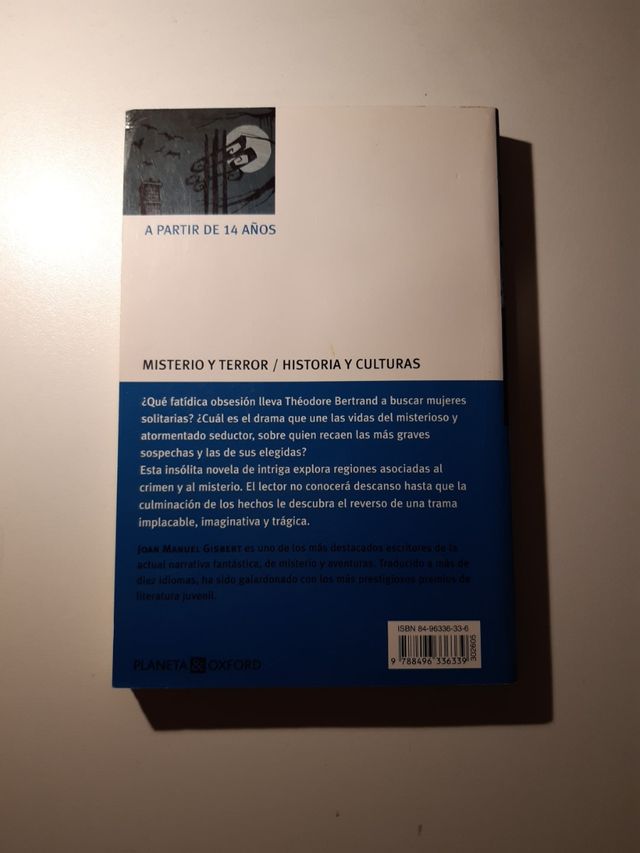 A PARTIR DE 14 AÑOS
MISTERIO Y TERROR / HISTORIA Y CULTURAS
¿Qué fatídica obsesión lleva Théodore Bertrand a buscar mujeres
solitarias? ¿Cuál es el drama que une las vidas del misterioso y
atormentado seductor, sobre quien recaen las más graves
sospechas y las de sus elegidas?
Esta insólita novela de intriga explora regiones asociadas al
crimen y al misterio. El lector no conocerá descanso hasta que la
culminación de los hechos le descubra el reverso de una trama
implacable, imaginativa y trágica.
JOAN MANUEL GISBERT es uno de los más destacados escritores de la
actual narrativa fantástica, de misterio y aventuras. Traducido a más de
diez idiomas, ha sido galardonado con los más prestigiosos premios de
literatura juvenil.
ISBN 84-96336-33-6
9 788496 336339
302605
PLANETA & OXFORD